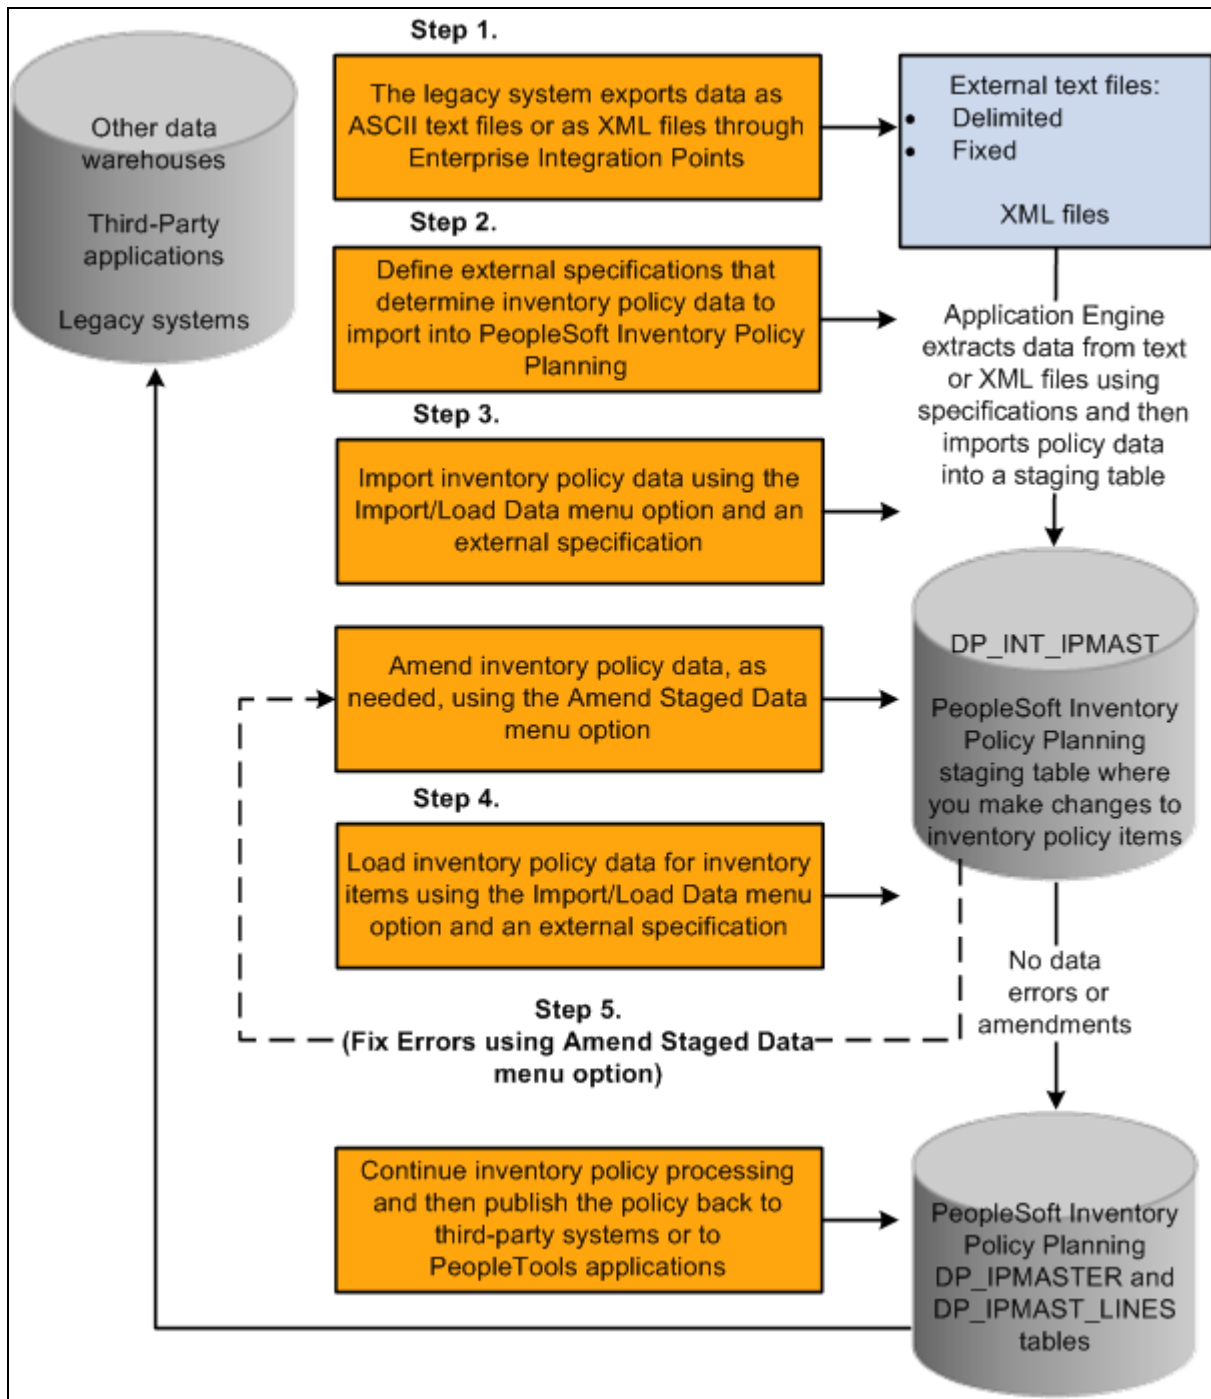 Other data
warehouses
Third-Party
applications
Legacy systems
Step 1.
The legacy system exports data as
ASCII text files or as XML files through
Enterprise Integration Points
External text files:
• Delimited
• Fixed
XML files
Step 2.
Define external specifications that
determine inventory policy data to
import into PeopleSoft Inventory Policy
Planning
Application Engine
extracts data from text
or XML files using
specifications and then
imports policy data
into a staging table
Step 3.
Import inventory policy data using the
Import/Load Data menu option and an
external specification
Amend inventory policy data, as
needed, using the Amend Staged Data
menu option
DP_INT_IPMAST
PeopleSoft Inventory
Policy Planning
staging table where
you make changes to
inventory policy items
Step 4.
Load inventory policy data for inventory
items using the Import/Load Data menu
option and an external specification
Step 5.
(Fix Errors using Amend Staged Data
menu option)
No data
errors or
amendments
Continue inventory policy processing
and then publish the policy back to
third-party systems or to
PeopleTools applications
PeopleSoft Inventory
Policy Planning
DP_IPMASTER and
DP_IPMAST_LINES
tables